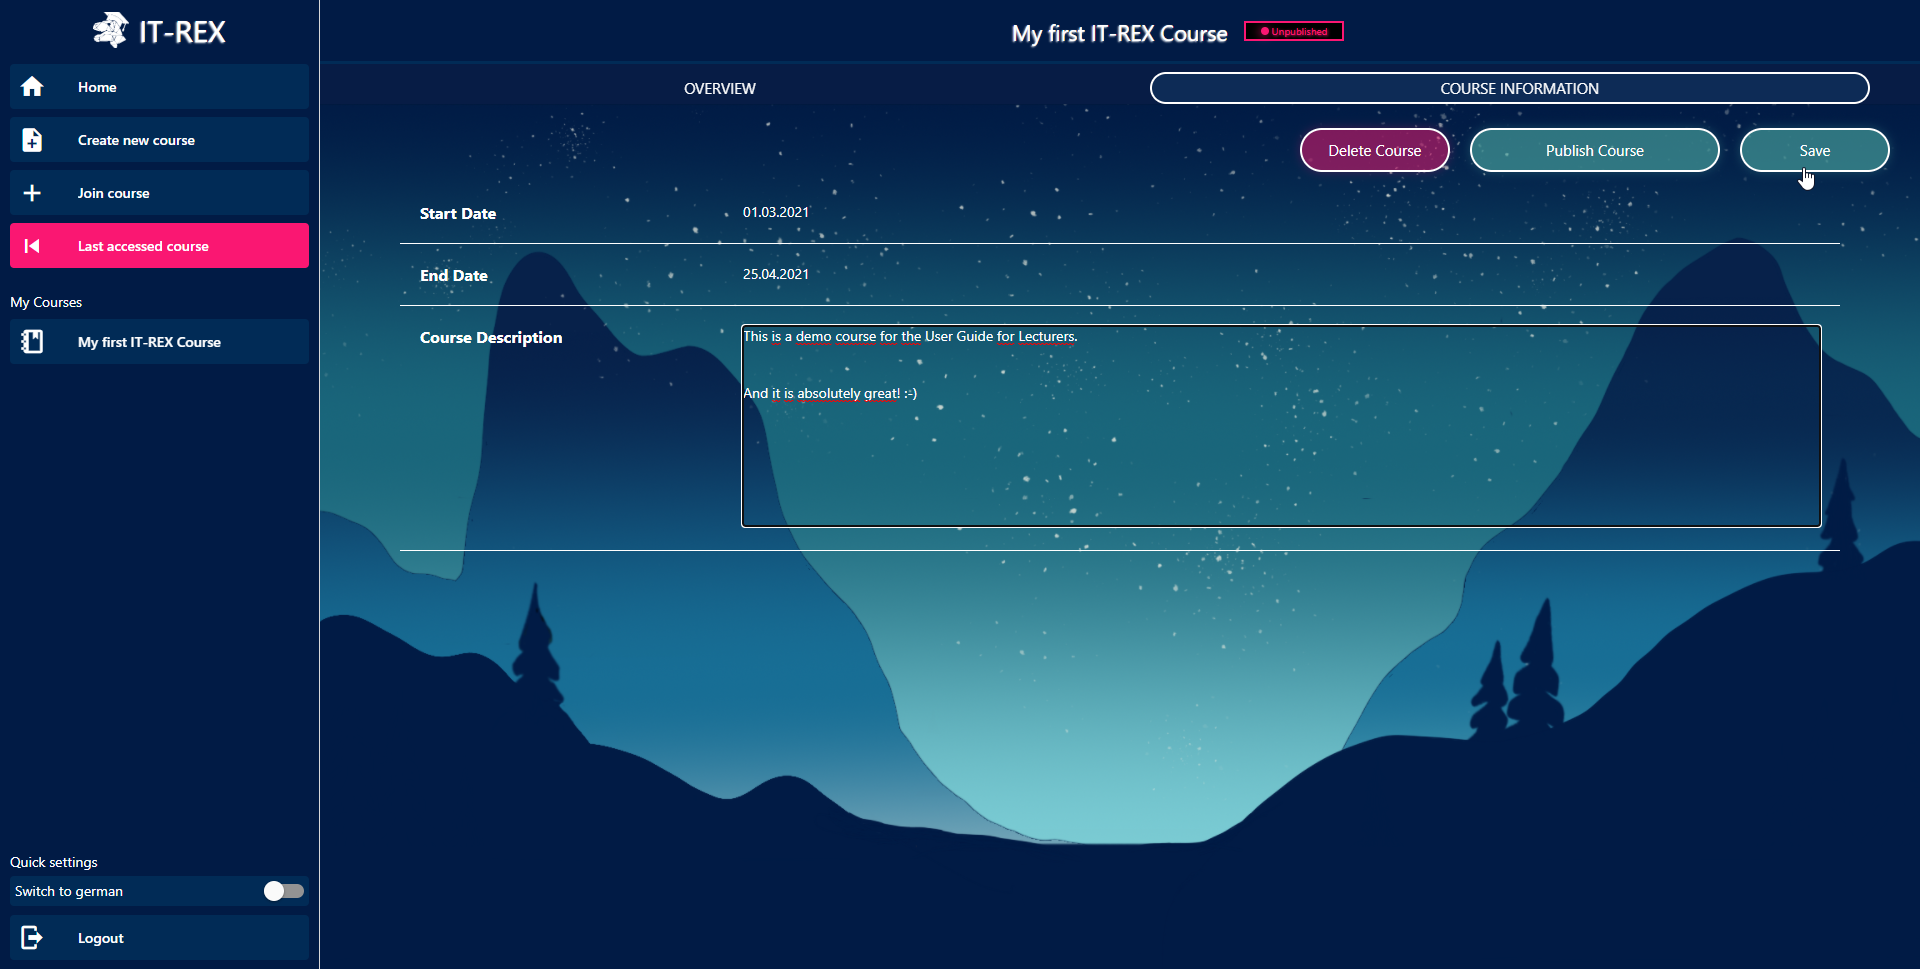 IT-REX
Home
Create new course
Join course
Last accessed course
My Courses
My first IT-REX Course
Quick settings
Switch to german
Logout
My first IT-REX Course
Unpublished
OVERVIEW
COURSE INFORMATION
Delete Course
Publish Course
Save
Start Date
01.03.2021
End Date
25.04.2021
Course Description
This is a demo course for the User Guide for Lecturers.
And it is absolutely great! :-)